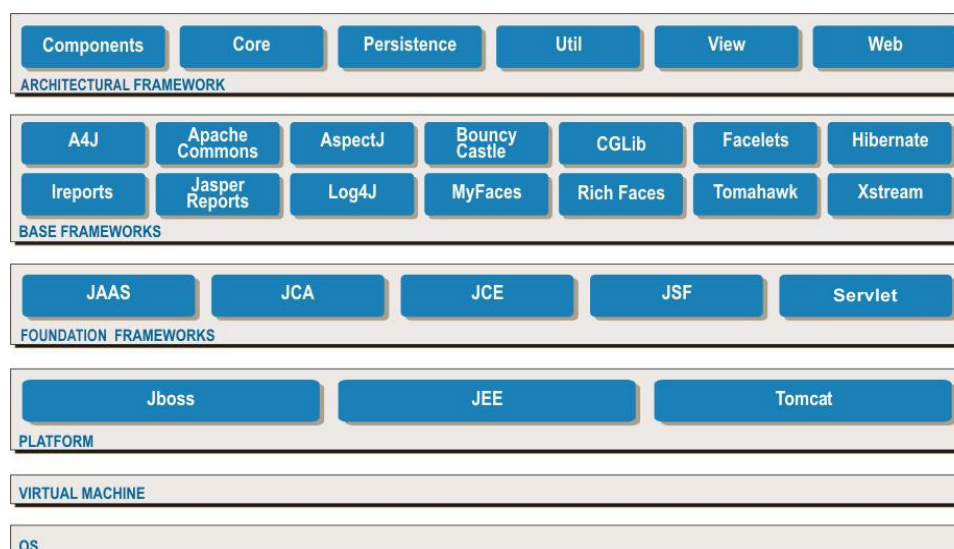 Components Core Persistence Util View Web
ARCHITECTURAL FRAMEWORK
A4J Apache Commons AspectJ Bouncy Castle CGLib Facelets Hibernate
Ireports Jasper Reports Log4J MyFaces Rich Faces Tomahawk Xstream
BASE FRAMEWORKS
JAAS JCA JCE JSF Servlet
FOUNDATION FRAMEWORKS
Jboss JEE Tomcat
PLATFORM
VIRTUAL MACHINE
OS